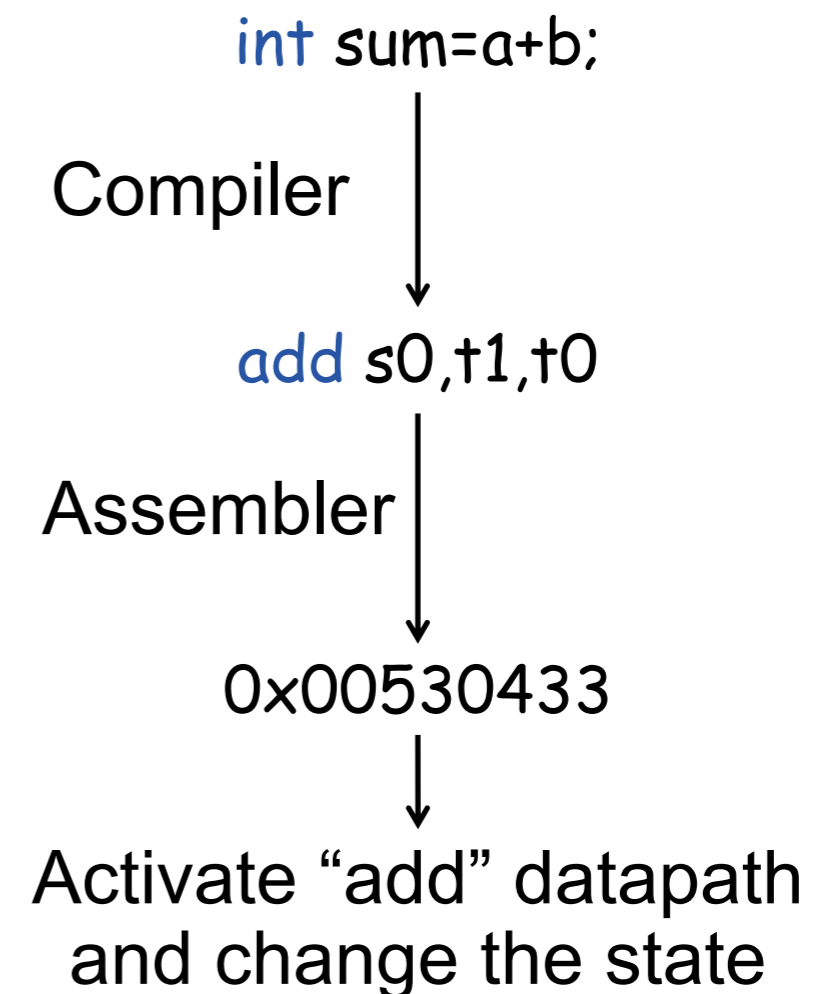 int sum=a+b;
Compiler
add s0,t1,t0
Assembler
0x00530433
Activate “add” datapath
and change the state